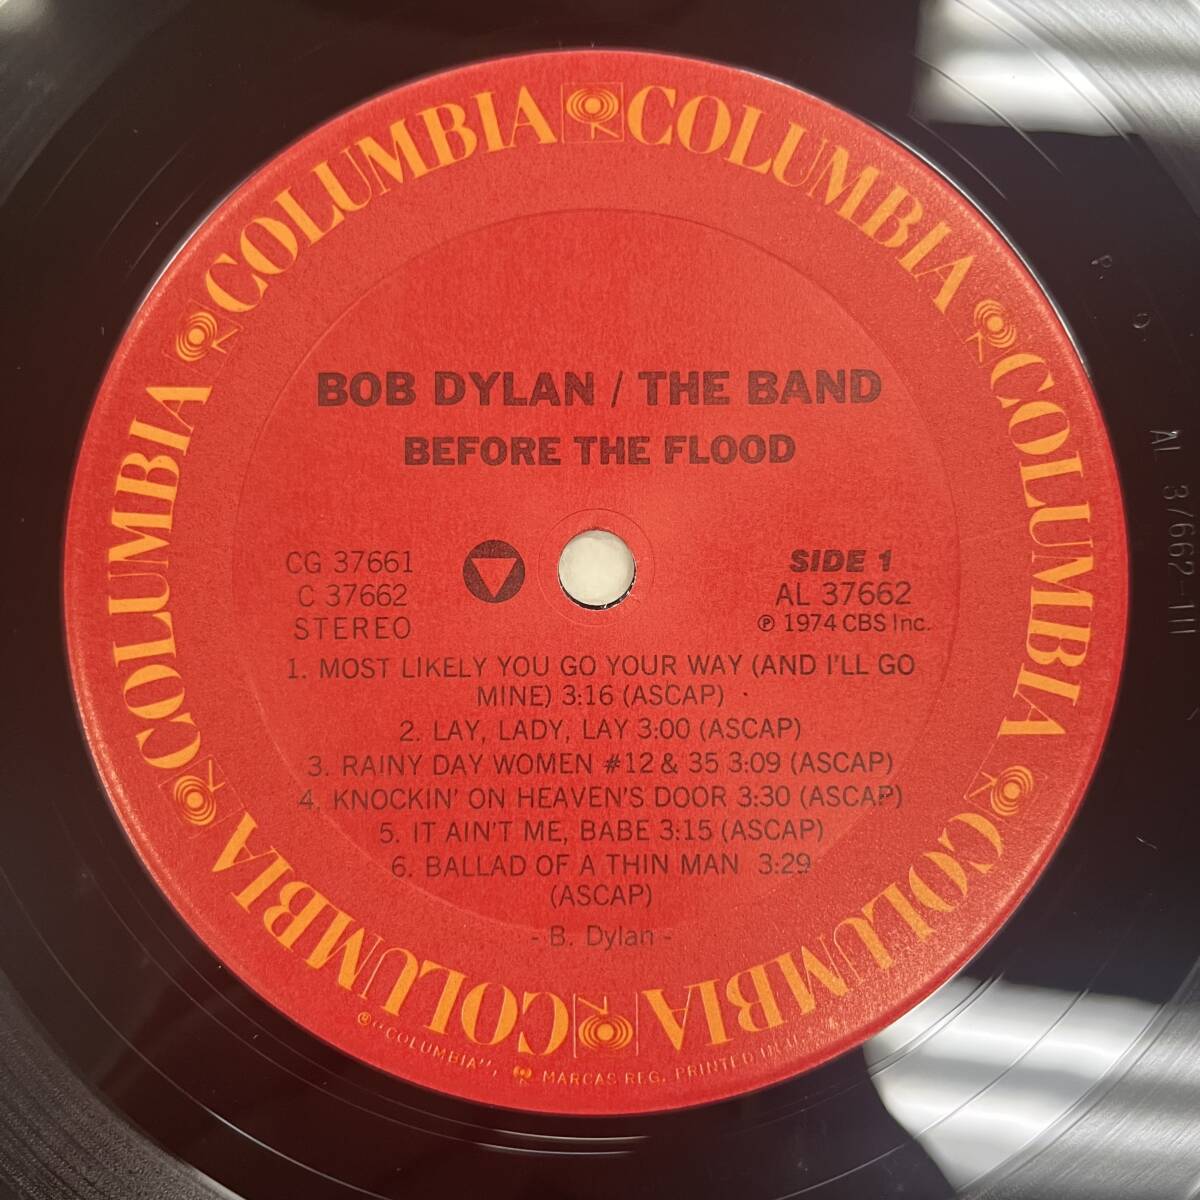 COLUMBIA COLUMBIA COLUMBIA COLUMBIA COLUMBIA COLUMBIA
BOB DYLAN / THE BAND
BEFORE THE FLOOD
CG 37661
C 37662
STEREO
SIDE 1
AL 37662
℗ 1974 CBS Inc.
1. MOST LIKELY YOU GO YOUR WAY (AND I'LL GO
MINE) 3:16 (ASCAP)
2. LAY, LADY, LAY 3:00 (ASCAP)
3. RAINY DAY WOMEN #12 & 35 3:09 (ASCAP)
4. KNOCKIN' ON HEAVEN'S DOOR 3:30 (ASCAP)
5. IT AIN'T ME, BABE 3:15 (ASCAP)
6. BALLAD OF A THIN MAN 3:29
(ASCAP)
- B. Dylan -
® "COLUMBIA", MARCAS REG. PRINTED IN U.
P
AL 37662-